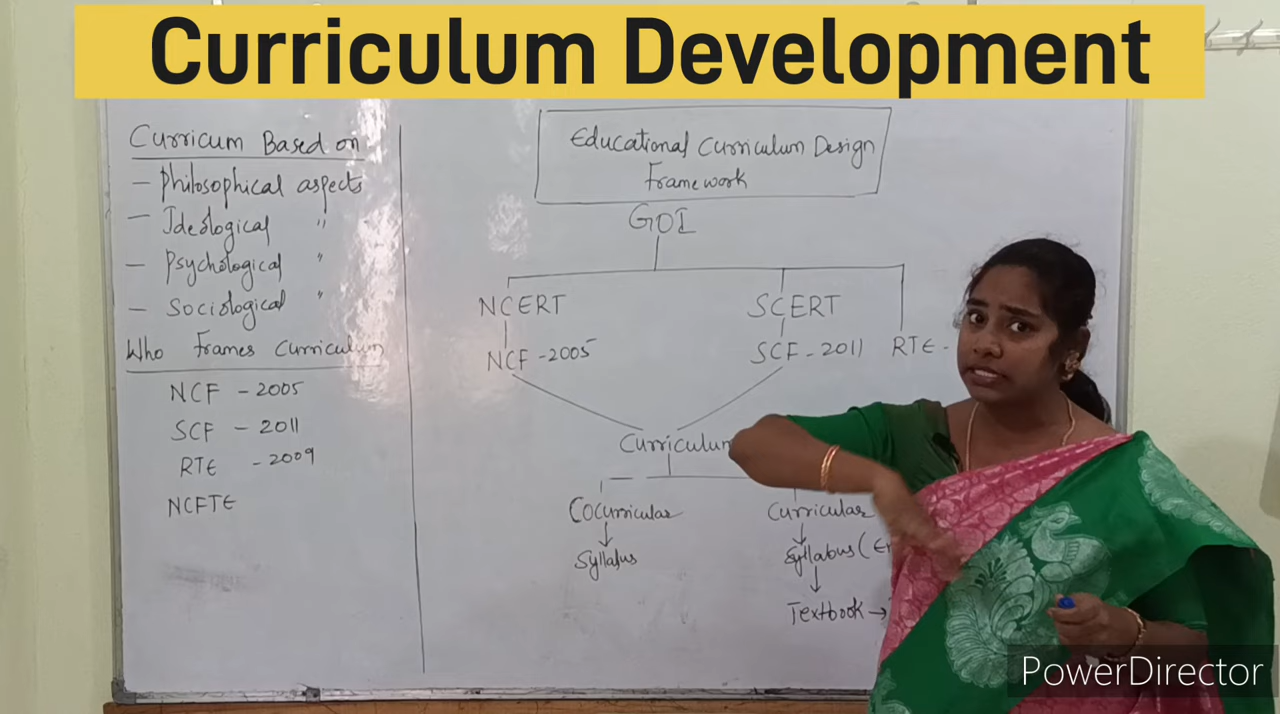 Curriculum Development
Curricum Based on
- Philosophical aspects
- Ideological "
- Psychological "
- Sociological "
Who Frames Curriculum
NCF - 2005
SCF - 2011
RTE - 2009
NCFTE
Educational Curriculum Design
Framework
GOI
NCERT SCERT
NCF - 2005 SCF - 2011 RTE -
Curriculum
Cocurricular Curricular
Syllabus Syllabus (
Textbook →
PowerDirector